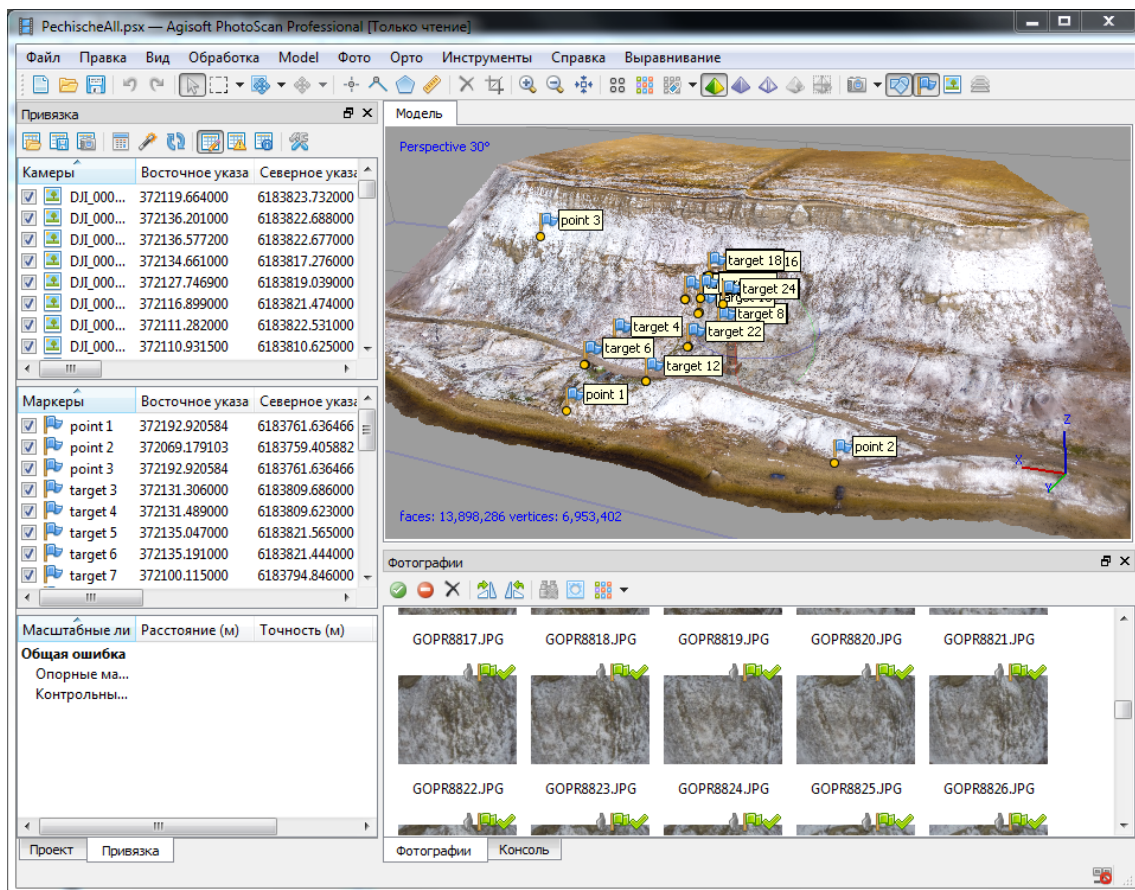 PechischeAll.psx — Agisoft PhotoScan Professional [Только чтение]
Файл Правка Вид Обработка Model Фото Орто Инструменты Справка Выравнивание
Привязка
Камеры Восточное указа Северное указа
DJI_000... 372119.664000 6183823.732000
DJI_000... 372136.201000 6183822.688000
DJI_000... 372136.577200 6183822.677000
DJI_000... 372134.661000 6183817.276000
DJI_000... 372127.746900 6183819.039000
DJI_000... 372116.899000 6183821.474000
DJI_000... 372111.282000 6183822.531000
DJI_000... 372110.931500 6183810.625000
Маркеры Восточное указа Северное указа
point 1 372192.920584 6183761.636466
point 2 372069.179103 6183759.405882
point 3 372192.920584 6183761.636466
target 3 372131.306000 6183809.686000
target 4 372131.489000 6183809.623000
target 5 372135.047000 6183821.565000
target 6 372135.191000 6183821.444000
target 7 372100.115000 6183794.846000
Масштабные ли Расстояние (м) Точность (м)
Общая ошибка
Опорные ма...
Контрольны...
Проект Привязка
Модель
Perspective 30°
point 3
target 18 16
target 24
target 8
target 4
target 22
target 6
target 12
point 1
point 2
Z
X
Y
faces: 13,898,286 vertices: 6,953,402
Фотографии
GOPR8817.JPG GOPR8818.JPG GOPR8819.JPG GOPR8820.JPG GOPR8821.JPG
GOPR8822.JPG GOPR8823.JPG GOPR8824.JPG GOPR8825.JPG GOPR8826.JPG
Фотографии Консоль